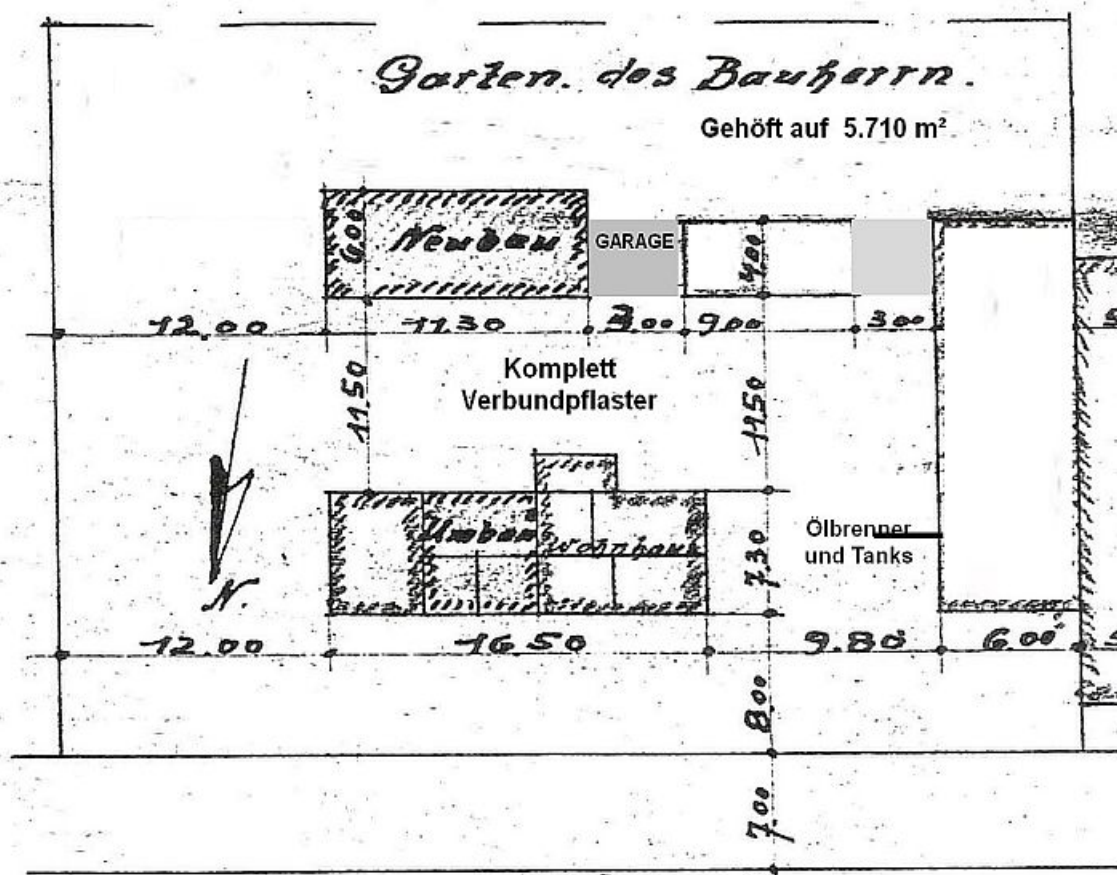 Garten. des Bauherrn.
Gehöft auf 5.710 m²
Neubau
6.00
GARAGE
4.00
12.00
11.30
9.00
3.00
Komplett
Verbundpflaster
11.50
11.50
Umbau
Wohnhaus
Ölbrenner
und Tanks
7.30
N.
12.00
16.50
9.80
6.00
8.00
7.00